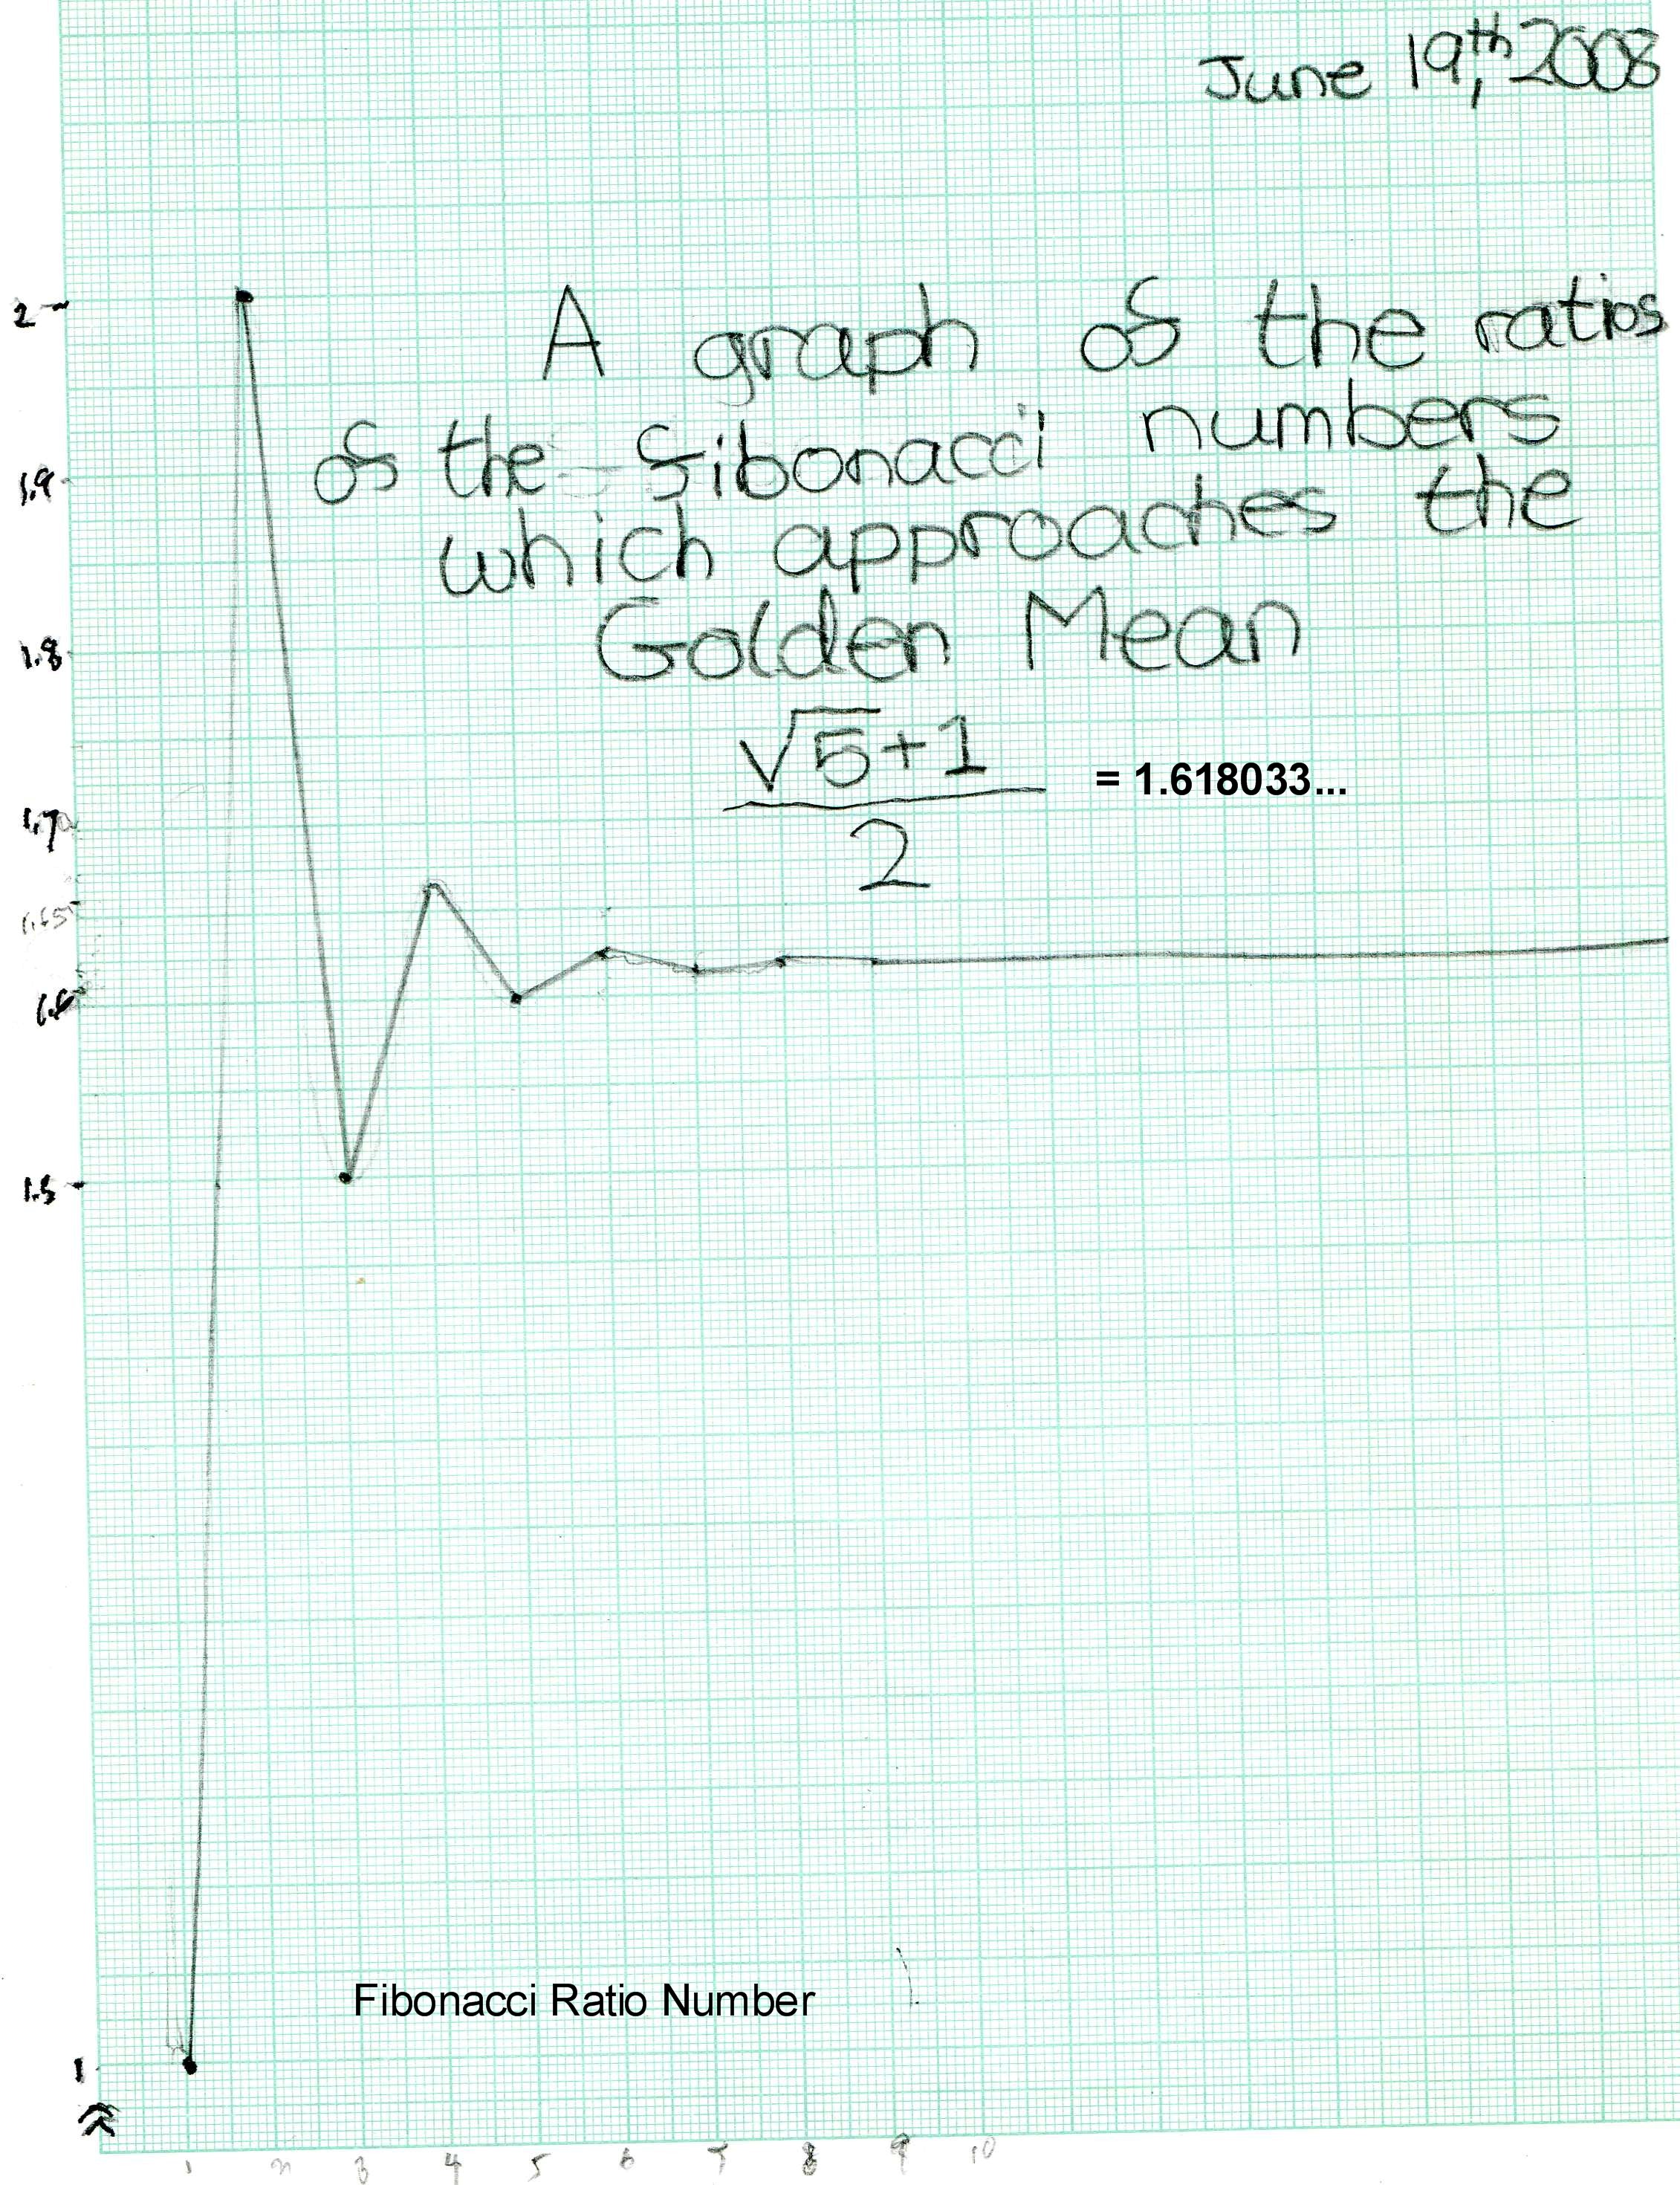 June 19th, 2008
2
A graph of the ratios
of the fibonacci numbers
1.9
which approaches the
1.8
Golden Mean
√5+1
= 1.618033...
2
1.7
1.65
1.6
1.5
Fibonacci Ratio Number
1
1 2 3 4 5 6 7 8 9 10